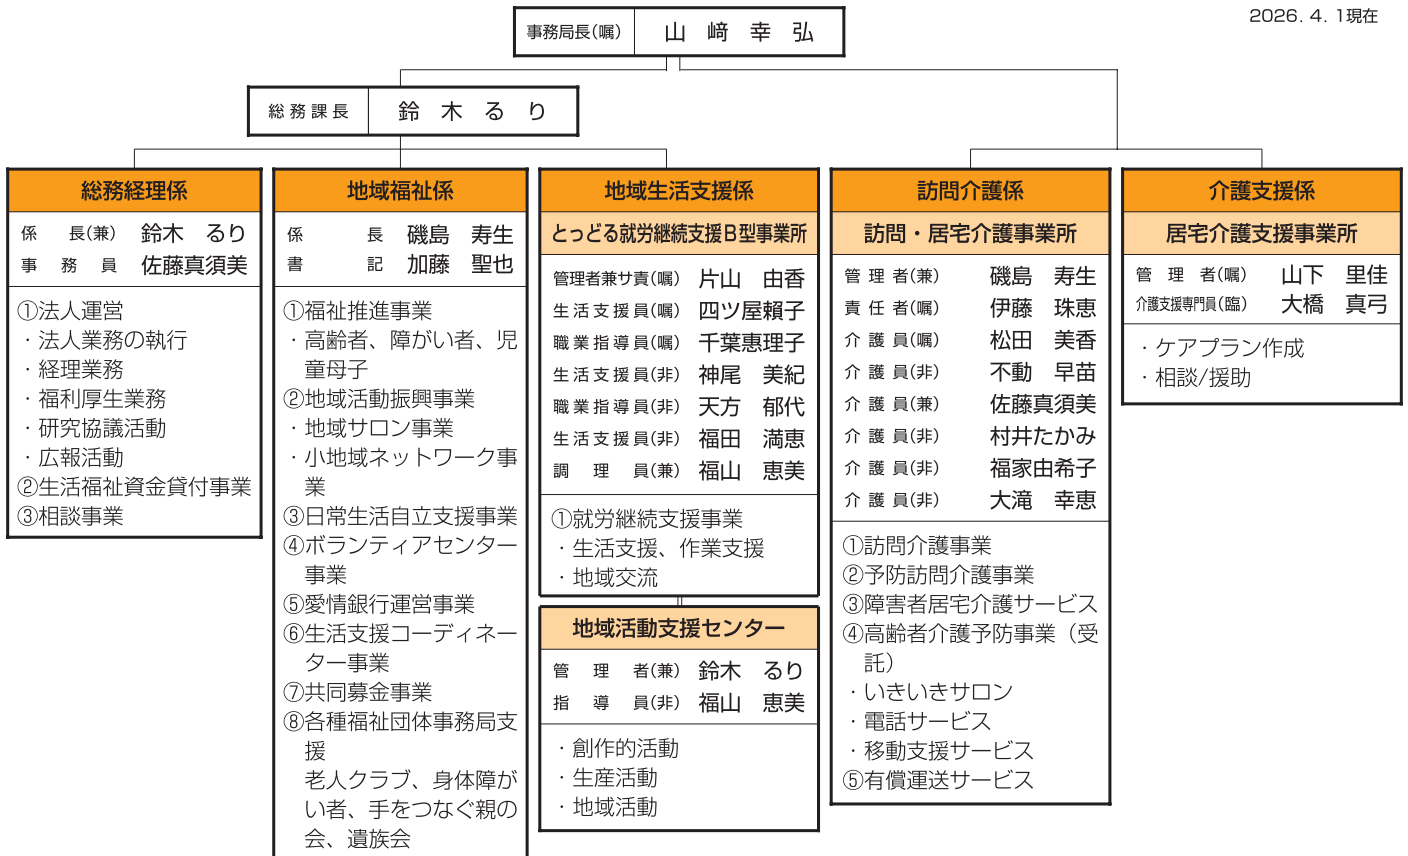 2026. 4. 1現在
事務局長(嘱) 山﨑幸弘
総務課長 鈴木るり
総務経理係
係長(兼) 鈴木 るり
事務員 佐藤真須美
①法人運営
・法人業務の執行
・経理業務
・福利厚生業務
・研究協議活動
・広報活動
②生活福祉資金貸付事業
③相談事業
地域福祉係
係長 磯島 寿生
書記 加藤 聖也
①福祉推進事業
・高齢者、障がい者、児
童母子
②地域活動振興事業
・地域サロン事業
・小地域ネットワーク事
業
③日常生活自立支援事業
④ボランティアセンター
事業
⑤愛情銀行運営事業
⑥生活支援コーディネー
ター事業
⑦共同募金事業
⑧各種福祉団体事務局支
援
老人クラブ、身体障が
い者、手をつなぐ親の
会、遺族会
地域生活支援係
とっどる就労継続支援B型事業所
管理者兼サ責(嘱) 片山 由香
生活支援員(嘱) 四ツ屋頼子
職業指導員(嘱) 千葉惠理子
生活支援員(非) 神尾 美紀
職業指導員(非) 天方 郁代
生活支援員(非) 福田 満恵
調理員(兼) 福山 恵美
①就労継続支援事業
・生活支援、作業支援
・地域交流
地域活動支援センター
管理者(兼) 鈴木 るり
指導員(非) 福山 恵美
・創作的活動
・生産活動
・地域活動
訪問介護係
訪問・居宅介護事業所
管理者(兼) 磯島 寿生
責任者(嘱) 伊藤 珠恵
介護員(嘱) 松田 美香
介護員(非) 不動 早苗
介護員(兼) 佐藤真須美
介護員(非) 村井たかみ
介護員(非) 福家由希子
介護員(非) 大滝 幸恵
①訪問介護事業
②予防訪問介護事業
③障害者居宅介護サービス
④高齢者介護予防事業（受
託）
・いきいきサロン
・電話サービス
・移動支援サービス
⑤有償運送サービス
介護支援係
居宅介護支援事業所
管理者(嘱) 山下 里佳
介護支援専門員(臨) 大橋 真弓
・ケアプラン作成
・相談/援助